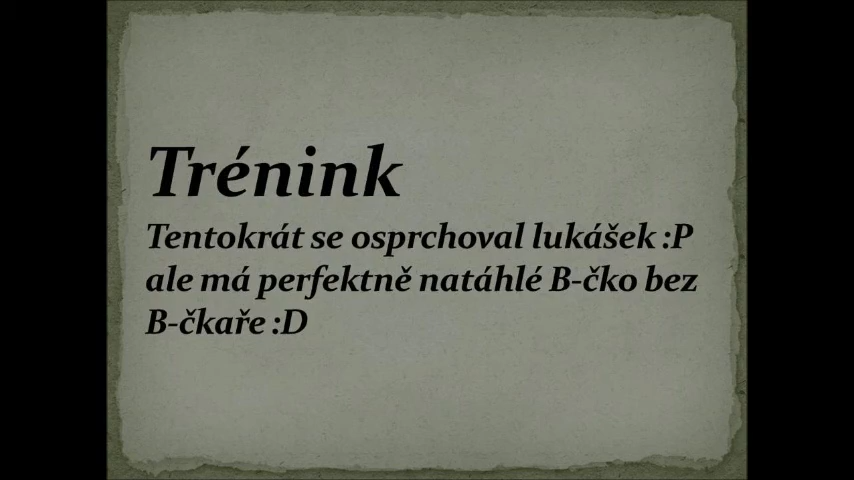 Trénink
Tentokrát se osprchoval lukášek :P
ale má perfektně natáhlé B-čko bez
B-čkaře :D